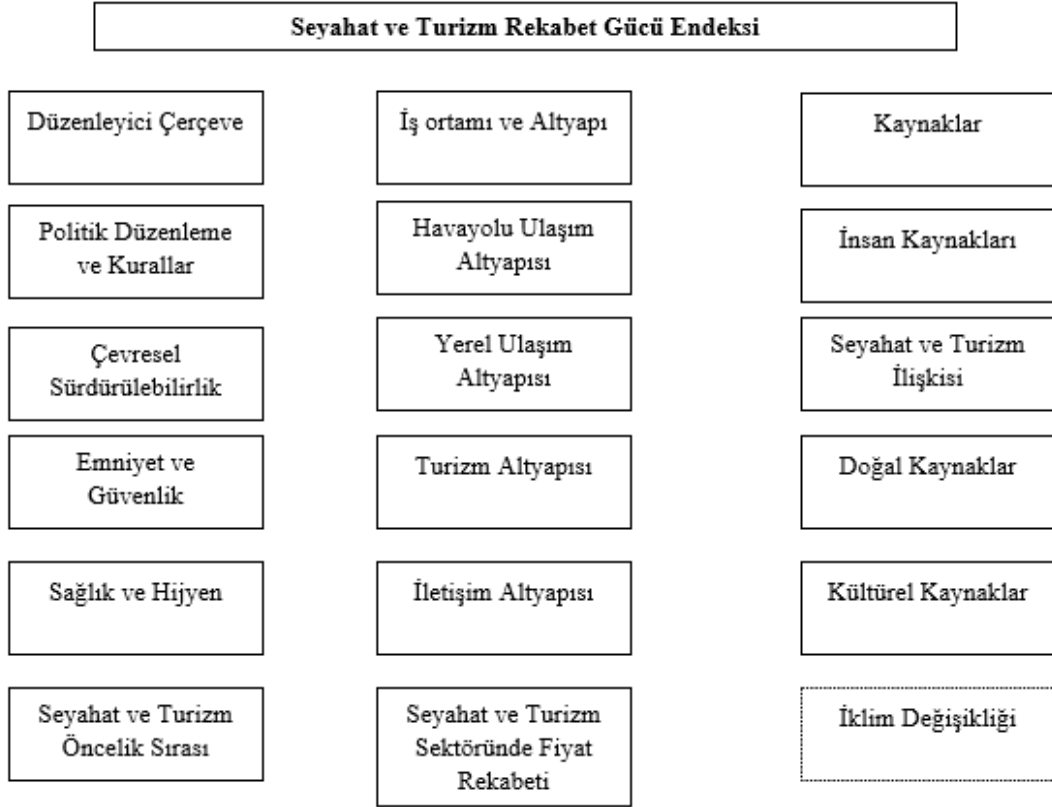 Seyahat ve Turizm Rekabet Gücü Endeksi
Düzenleyici Çerçeve
İş ortamı ve Altyapı
Kaynaklar
Politik Düzenleme
ve Kurallar
Havayolu Ulaşım
Altyapısı
İnsan Kaynakları
Çevresel
Sürdürülebilirlik
Yerel Ulaşım
Altyapısı
Seyahat ve Turizm
İlişkisi
Emniyet ve
Güvenlik
Turizm Altyapısı
Doğal Kaynaklar
Sağlık ve Hijyen
İletişim Altyapısı
Kültürel Kaynaklar
Seyahat ve Turizm
Öncelik Sırası
Seyahat ve Turizm
Sektöründe Fiyat
Rekabeti
İklim Değişikliği